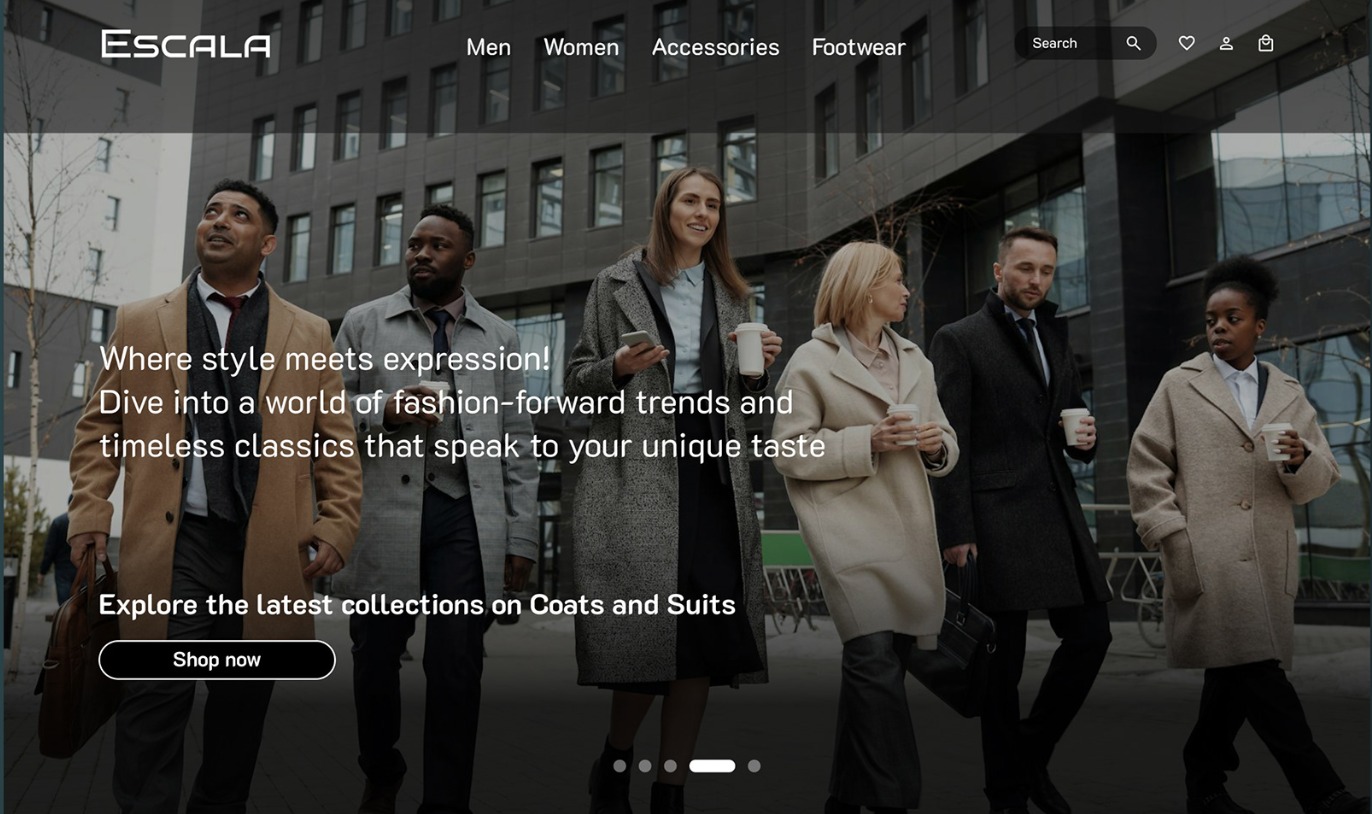 ESCALA
Men Women Accessories Footwear
Search
Where style meets expression!
Dive into a world of fashion-forward trends and
timeless classics that speak to your unique taste
Explore the latest collections on Coats and Suits
Shop now